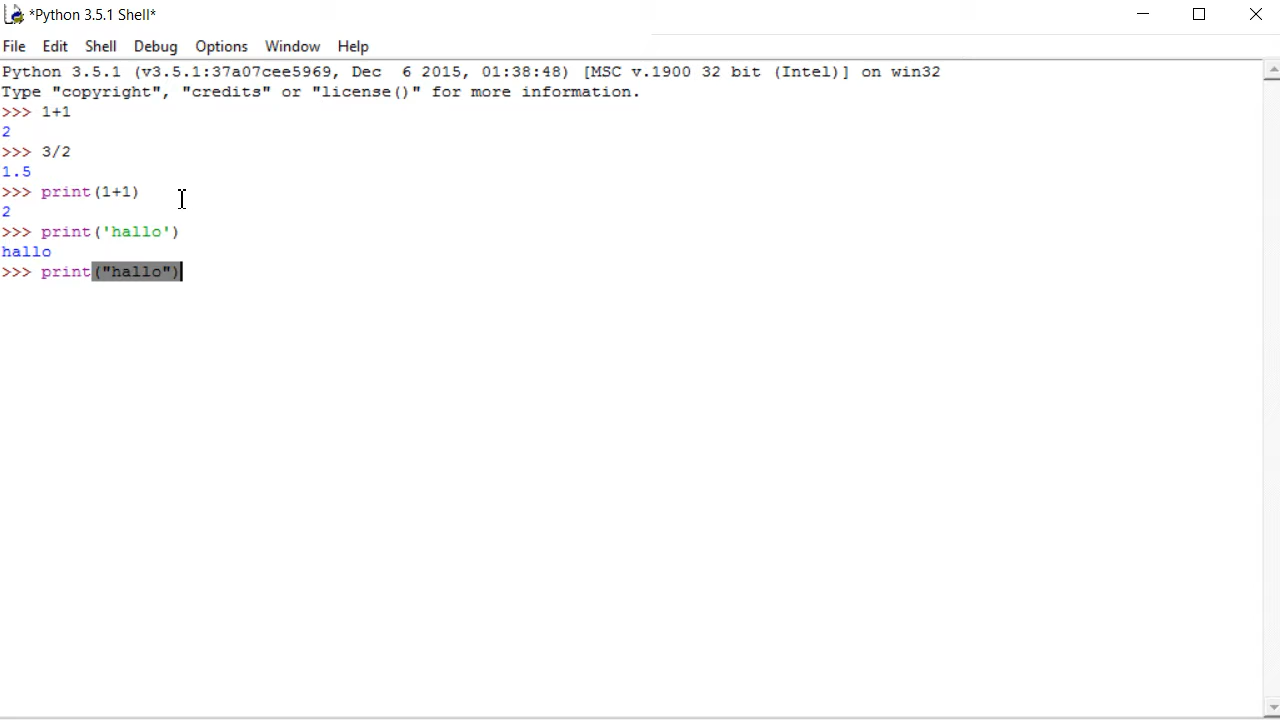 *Python 3.5.1 Shell*
File Edit Shell Debug Options Window Help
Python 3.5.1 (v3.5.1:37a07cee5969, Dec  6 2015, 01:38:48) [MSC v.1900 32 bit (Intel)] on win32
Type "copyright", "credits" or "license()" for more information.
>>> 1+1
2
>>> 3/2
1.5
>>> print(1+1)
2
>>> print('hallo')
hallo
>>> print("hallo")